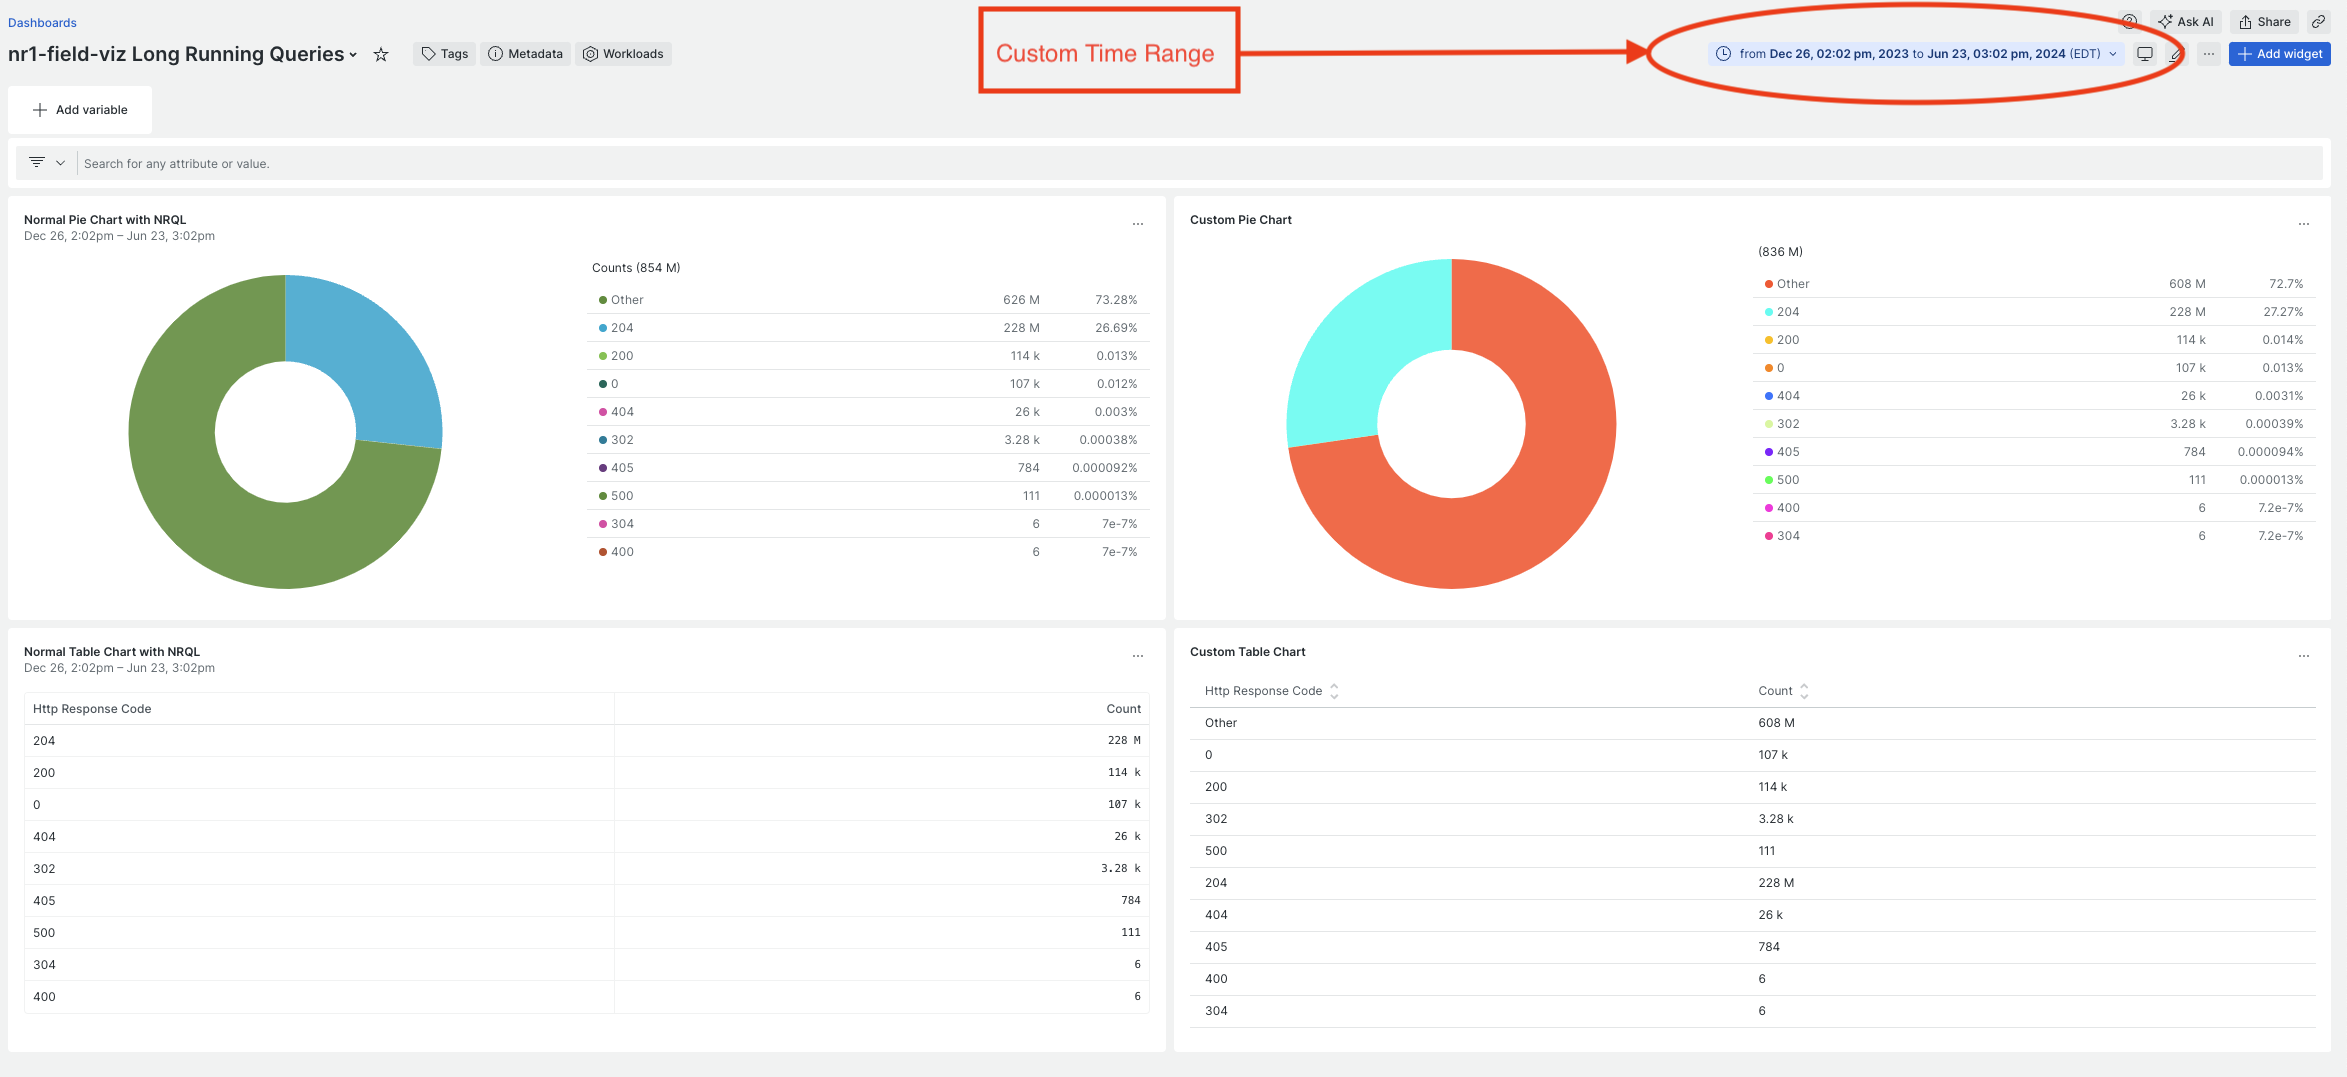 Dashboards
nr1-field-viz Long Running Queries
Tags
Metadata
Workloads
Custom Time Range
Ask AI
Share
from Dec 26, 02:02 pm, 2023 to Jun 23, 03:02 pm, 2024 (EDT)
Add widget
Add variable
Search for any attribute or value.
Normal Pie Chart with NRQL
Dec 26, 2:02pm – Jun 23, 3:02pm
Counts (854 M)
Other 626 M 73.28%
204 228 M 26.69%
200 114 k 0.013%
0 107 k 0.012%
404 26 k 0.003%
302 3.28 k 0.00038%
405 784 0.000092%
500 111 0.000013%
304 6 7e-7%
400 6 7e-7%
Custom Pie Chart
(836 M)
Other 608 M 72.7%
204 228 M 27.27%
200 114 k 0.014%
0 107 k 0.013%
404 26 k 0.0031%
302 3.28 k 0.00039%
405 784 0.000094%
500 111 0.000013%
400 6 7.2e-7%
304 6 7.2e-7%
Normal Table Chart with NRQL
Dec 26, 2:02pm – Jun 23, 3:02pm
Http Response Code Count
204 228 M
200 114 k
0 107 k
404 26 k
302 3.28 k
405 784
500 111
304 6
400 6
Custom Table Chart
Http Response Code Count
Other 608 M
0 107 k
200 114 k
302 3.28 k
500 111
204 228 M
404 26 k
405 784
400 6
304 6